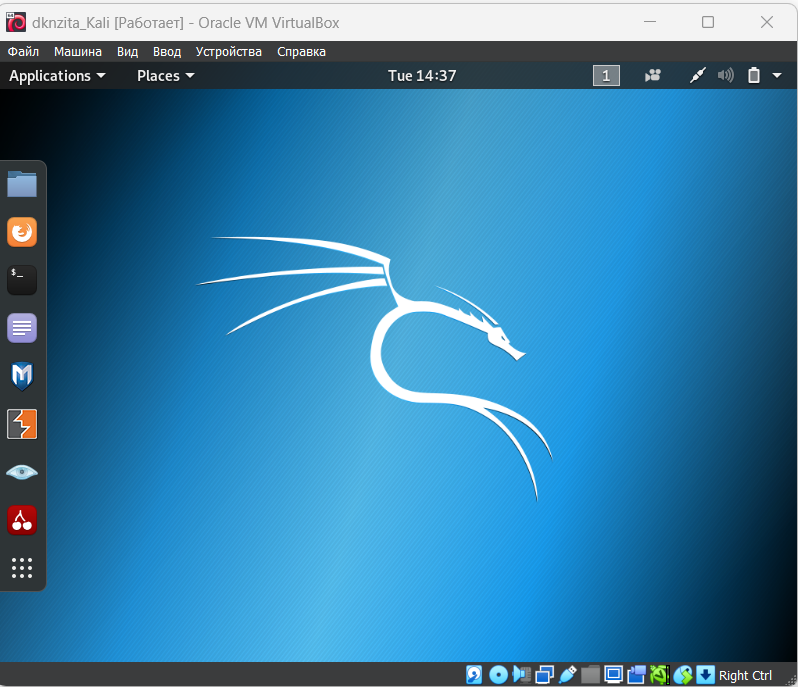 dknzita_Kali [Работает] - Oracle VM VirtualBox
Файл Машина Вид Ввод Устройства Справка
Applications Places Tue 14:37 1
$_
Right Ctrl